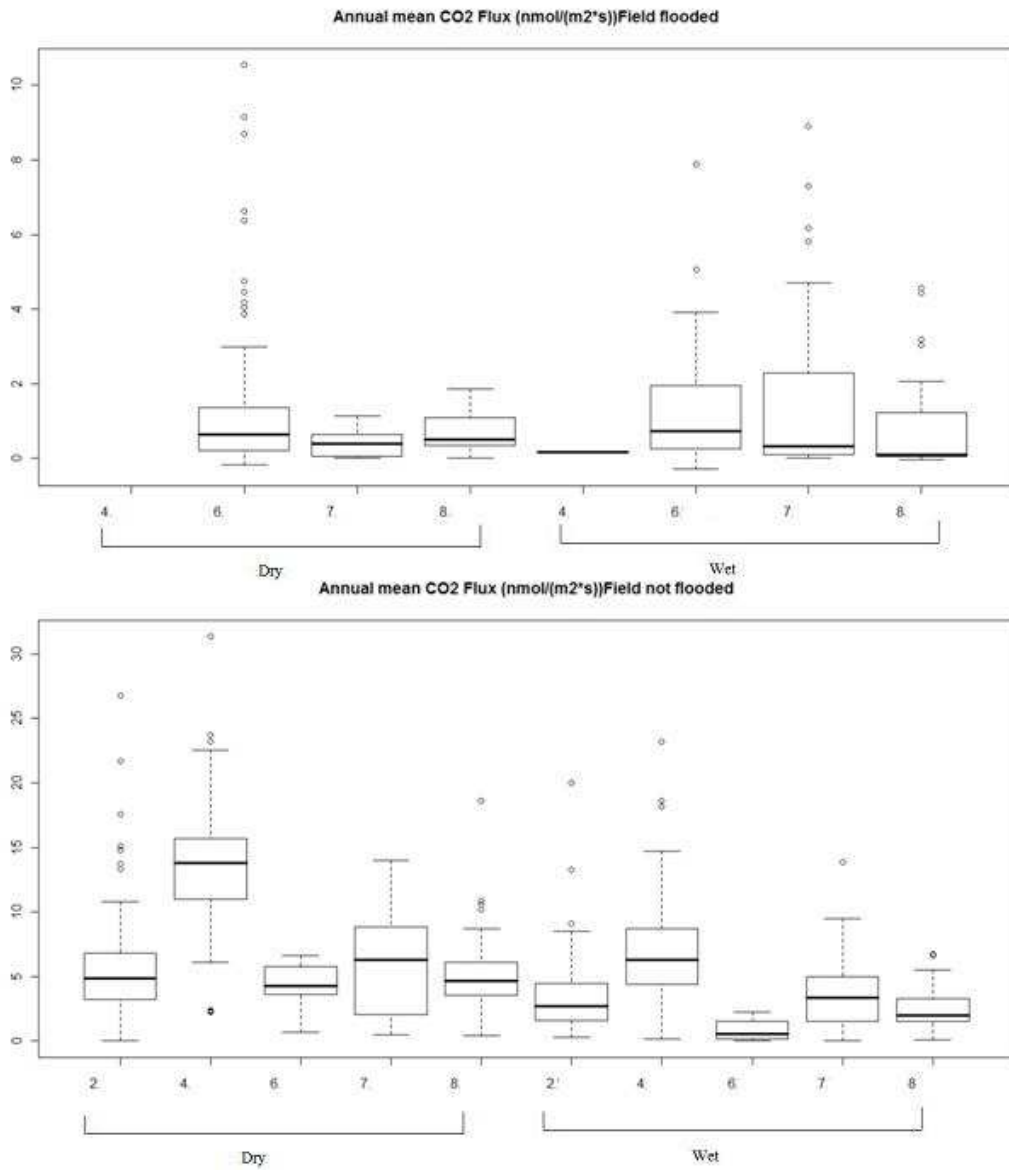 Annual mean CO2 Flux (nmol/(m2*s))Field flooded
10
8
6
4
2
0
4. 6. 7. 8. 4. 6. 7. 8.
Dry Wet
Annual mean CO2 Flux (nmol/(m2*s))Field not flooded
30
25
20
15
10
5
0
2. 4. 6. 7. 8. 2.' 4. 6. 7. 8
Dry Wet